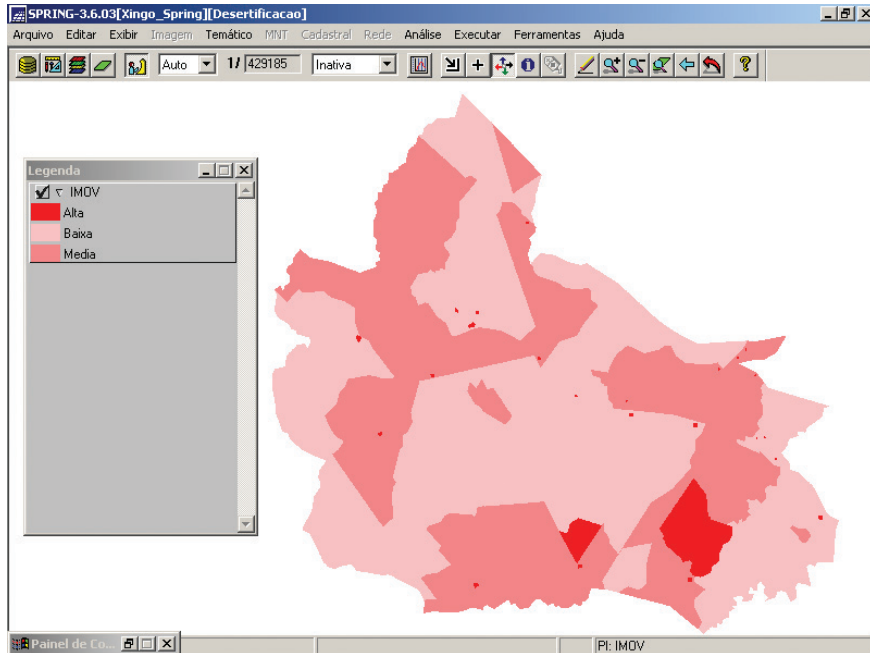 SPRING-3.6.03[Xingo_Spring][Desertificacao]
Arquivo Editar Exibir Imagem Temático MNT Cadastral Rede Análise Executar Ferramentas Ajuda
Auto 1/ 429185 Inativa
Legenda
IMOV
Alta
Baixa
Media
Painel de Co... PI: IMOV